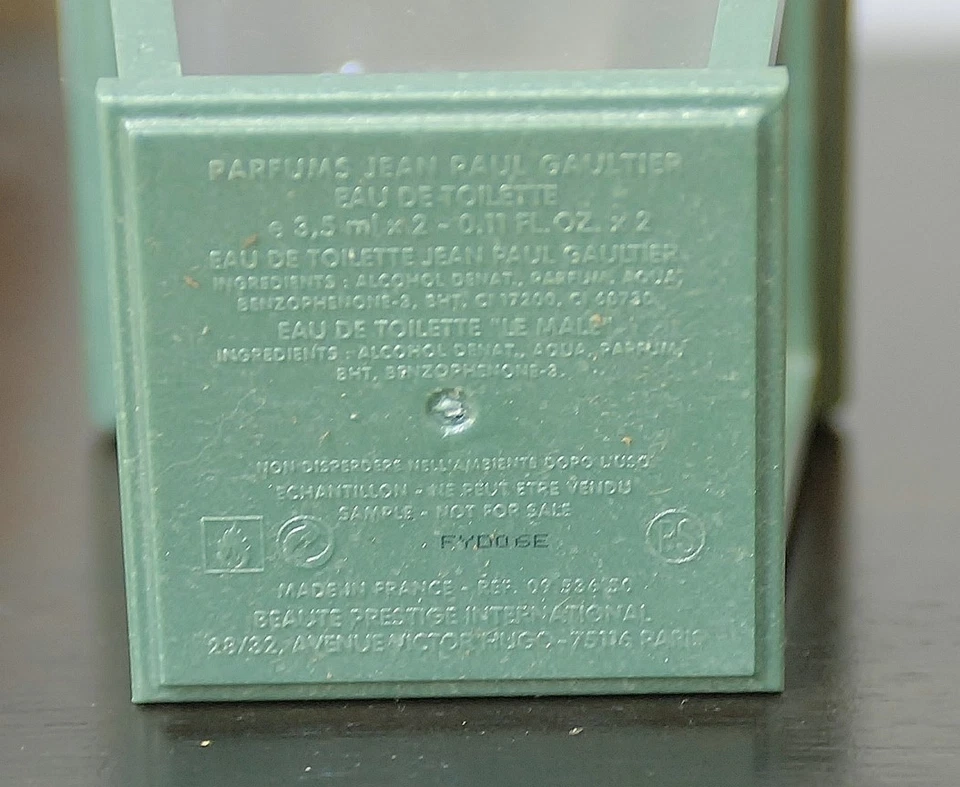 PARFUMS JEAN PAUL GAULTIER
EAU DE TOILETTE
e 3,5 ml x 2 - 0.11 FL. OZ. x 2
EAU DE TOILETTE JEAN PAUL GAULTIER
INGREDIENTS : ALCOHOL DENAT., PARFUM, AQUA,
BENZOPHENONE-3, BHT, CI 17200, CI 60730
EAU DE TOILETTE "LE MALE"
INGREDIENTS : ALCOHOL DENAT., AQUA, PARFUM,
BHT, BENZOPHENONE-3.
NON DISPERDERE NELL'AMBIENTE DOPO L'USO
ECHANTILLON - NE PEUT ETRE VENDU
SAMPLE - NOT FOR SALE
FYD06E
PS
MADE IN FRANCE - REF. 09 536 50
BEAUTE PRESTIGE INTERNATIONAL
28/32, AVENUE VICTOR HUGO - 75116 PARIS